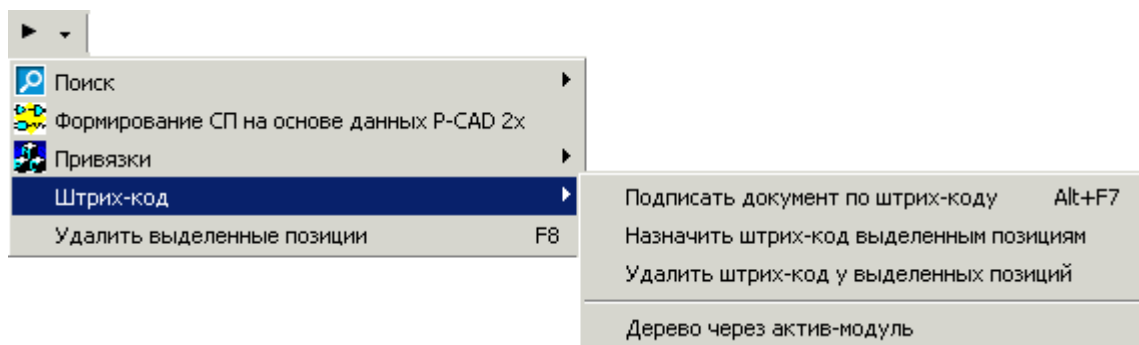 Поиск
Формирование СП на основе данных P-CAD 2x
Привязки
Штрих-код
Удалить выделенные позиции F8
Подписать документ по штрих-коду Alt+F7
Назначить штрих-код выделенным позициям
Удалить штрих-код у выделенных позиций
Дерево через актив-модуль